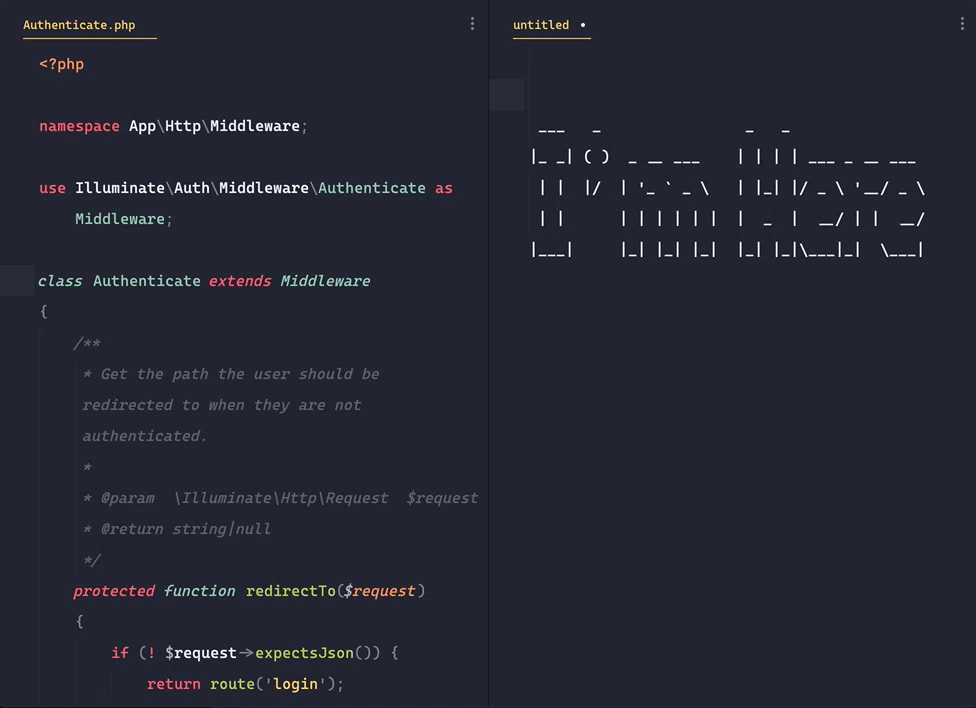 Authenticate.php
<?php
namespace App\Http\Middleware;
use Illuminate\Auth\Middleware\Authenticate as
Middleware;
class Authenticate extends Middleware
{
/**
* Get the path the user should be
redirected to when they are not
authenticated.
*
* @param  \Illuminate\Http\Request  $request
* @return string|null
*/
protected function redirectTo($request)
{
if (! $request->expectsJson()) {
return route('login');
untitled •
I'm Here